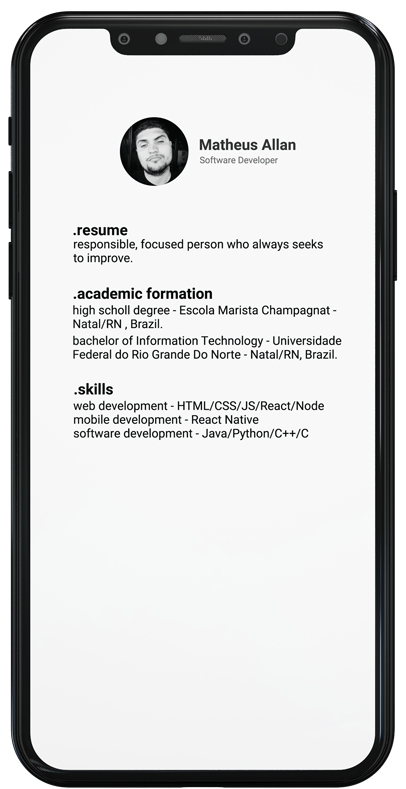 Matheus Allan
Software Developer
.resume
responsible, focused person who always seeks
to improve.
.academic formation
high scholl degree - Escola Marista Champagnat -
Natal/RN , Brazil.
bachelor of Information Technology - Universidade
Federal do Rio Grande Do Norte - Natal/RN, Brazil.
.skills
web development - HTML/CSS/JS/React/Node
mobile development - React Native
software development - Java/Python/C++/C